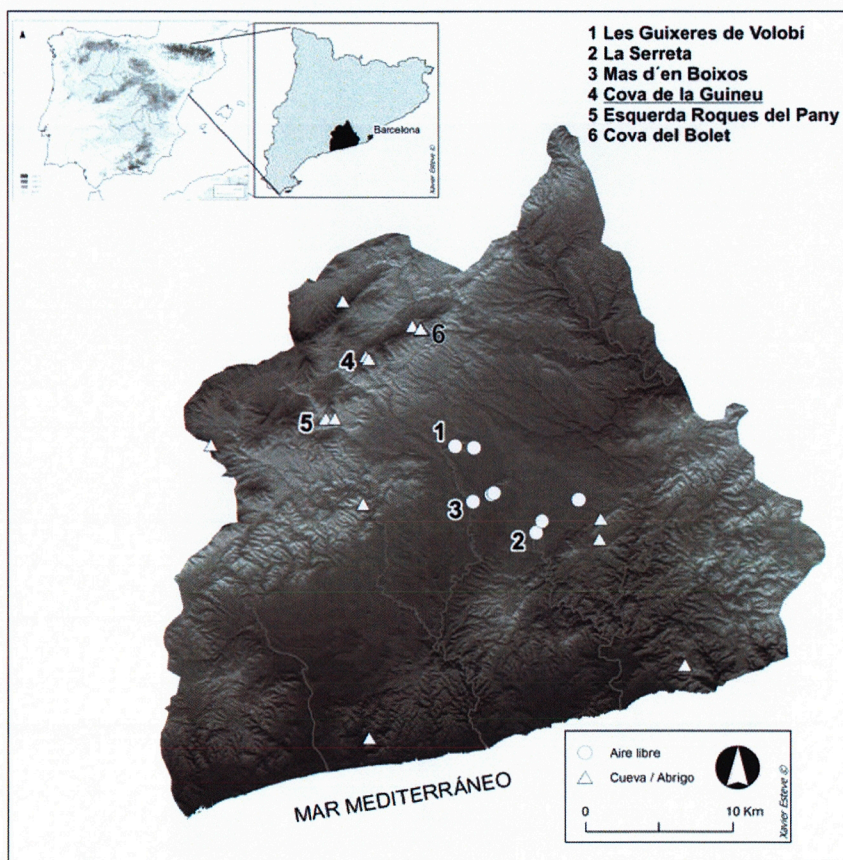 1 Les Guixeres de Volobí
2 La Serreta
3 Mas d´en Boixos
4 Cova de la Guineu
5 Esquerda Roques del Pany
6 Cova del Bolet
Barcelona
Xavier Esteve ©
6
4
5
1
3
2
MAR MEDITERRÁNEO
Aire libre
Cueva / Abrigo
0 10 Km
Xavier Esteve ©